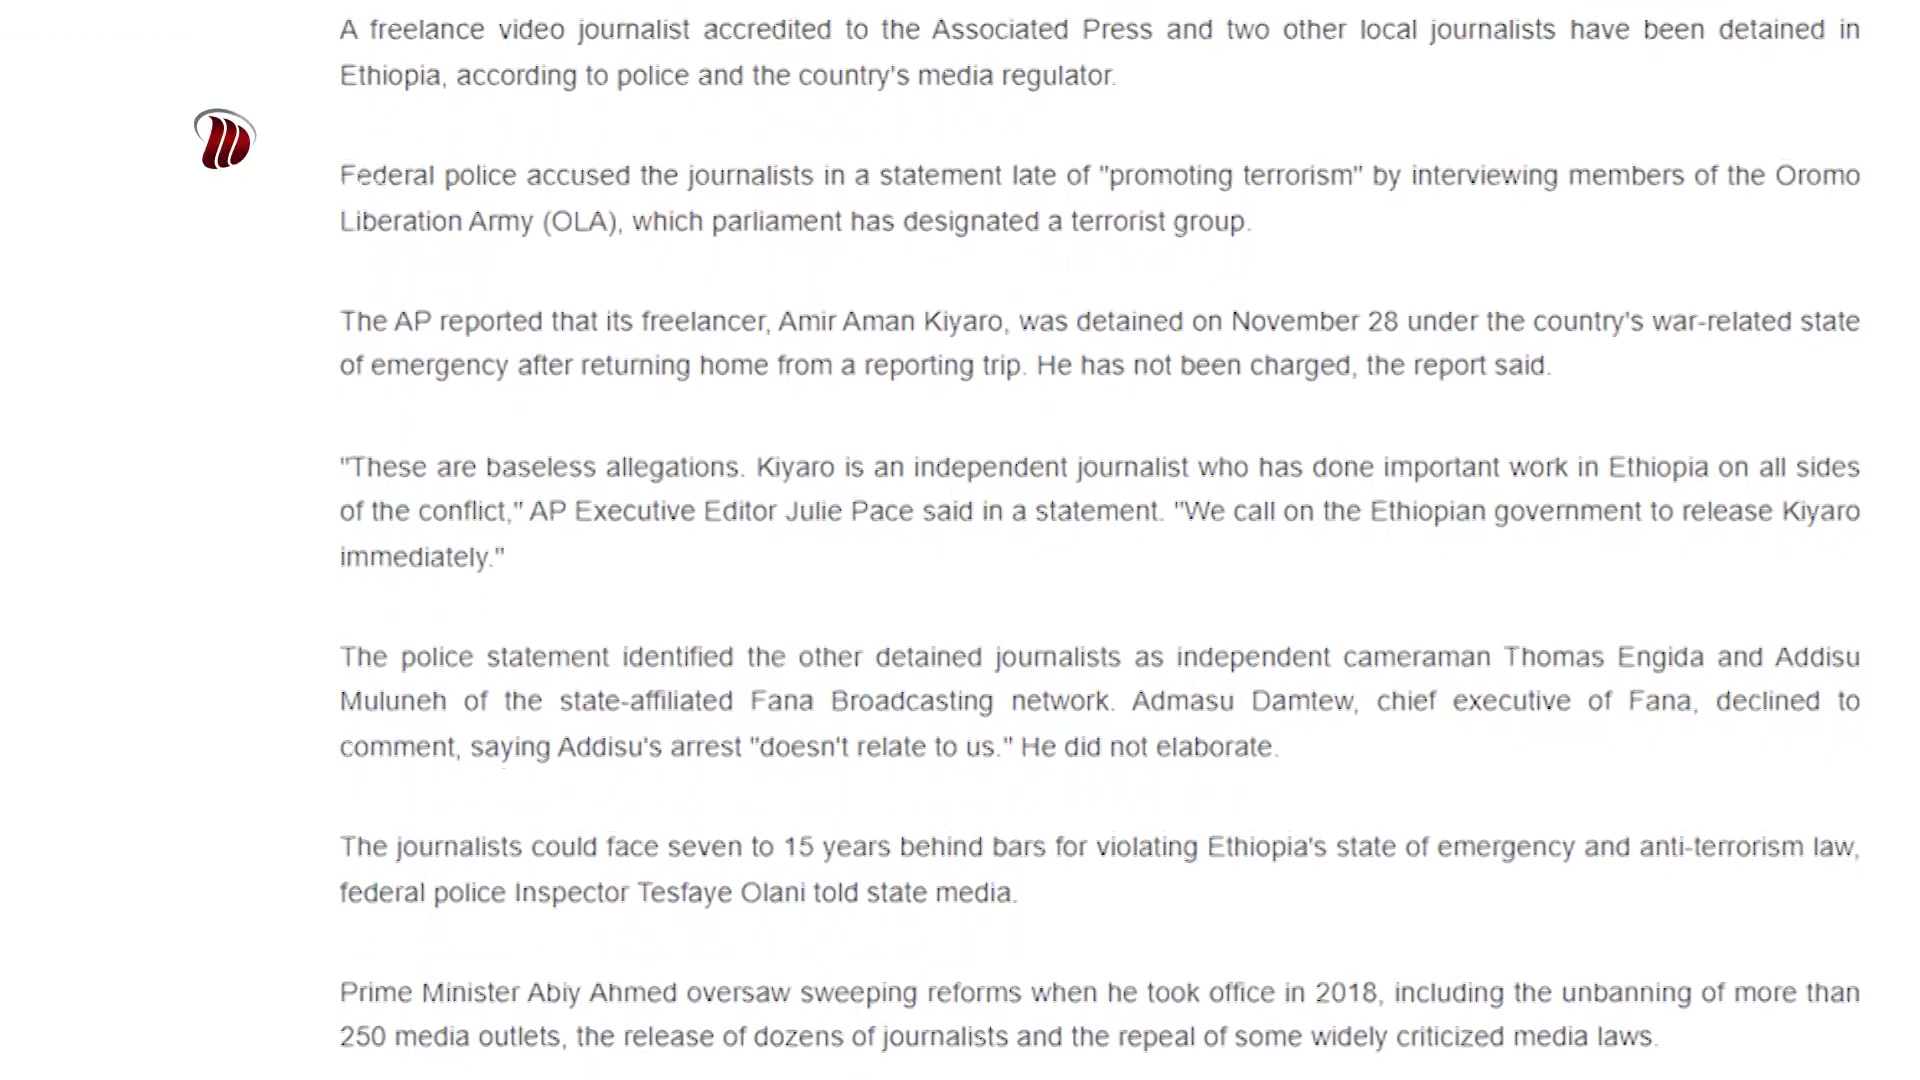 A freelance video journalist accredited to the Associated Press and two other local journalists have been detained in
Ethiopia, according to police and the country's media regulator.
Federal police accused the journalists in a statement late of "promoting terrorism" by interviewing members of the Oromo
Liberation Army (OLA), which parliament has designated a terrorist group.
The AP reported that its freelancer, Amir Aman Kiyaro, was detained on November 28 under the country's war-related state
of emergency after returning home from a reporting trip. He has not been charged, the report said.
"These are baseless allegations. Kiyaro is an independent journalist who has done important work in Ethiopia on all sides
of the conflict," AP Executive Editor Julie Pace said in a statement. "We call on the Ethiopian government to release Kiyaro
immediately."
The police statement identified the other detained journalists as independent cameraman Thomas Engida and Addisu
Muluneh of the state-affiliated Fana Broadcasting network. Admasu Damtew, chief executive of Fana, declined to
comment, saying Addisu's arrest "doesn't relate to us." He did not elaborate.
The journalists could face seven to 15 years behind bars for violating Ethiopia's state of emergency and anti-terrorism law,
federal police Inspector Tesfaye Olani told state media.
Prime Minister Abiy Ahmed oversaw sweeping reforms when he took office in 2018, including the unbanning of more than
250 media outlets, the release of dozens of journalists and the repeal of some widely criticized media laws.